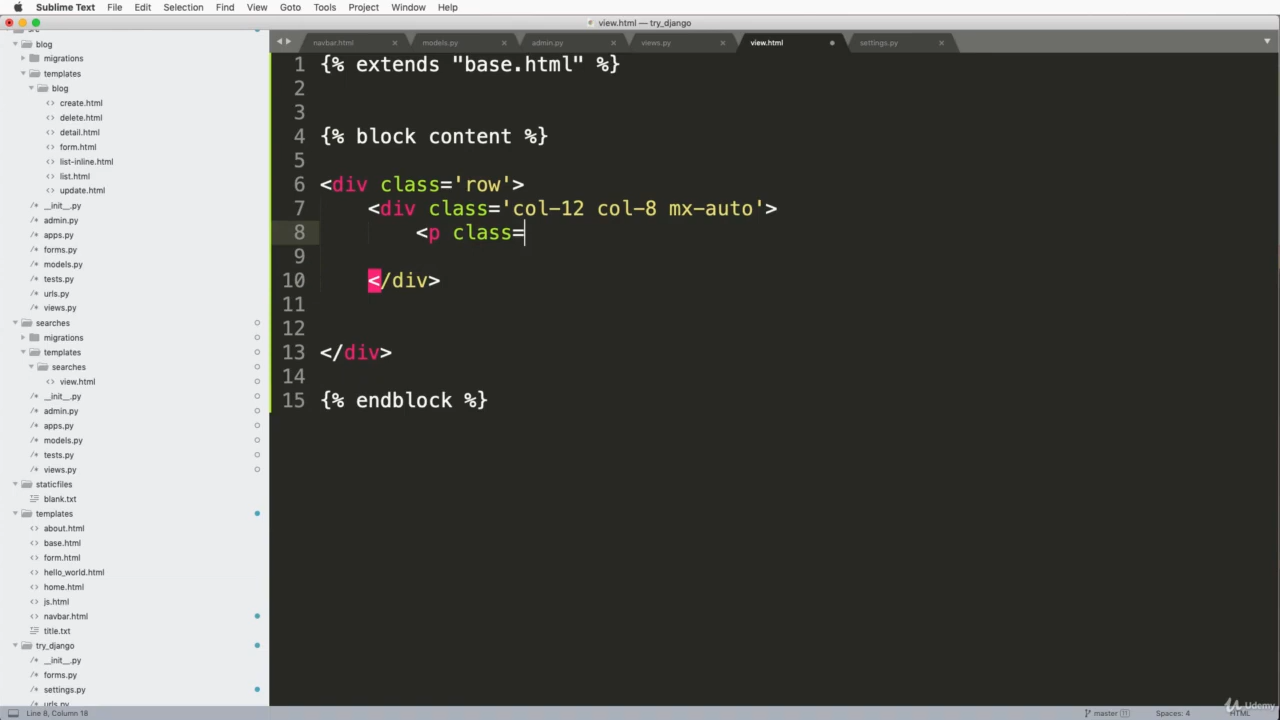 Sublime Text File Edit Selection Find View Goto Tools Project Window Help
view.html — try_django
navbar.html models.py admin.py views.py view.html settings.py
src
blog
migrations
templates
blog
create.html
delete.html
detail.html
form.html
list-inline.html
list.html
update.html
__init__.py
admin.py
apps.py
forms.py
models.py
tests.py
urls.py
views.py
searches
migrations
templates
searches
view.html
__init__.py
admin.py
apps.py
models.py
tests.py
views.py
staticfiles
blank.txt
templates
about.html
base.html
form.html
hello_world.html
home.html
js.html
navbar.html
title.txt
try_django
__init__.py
forms.py
settings.py
urls.py
1 {% extends "base.html" %}
2
3
4 {% block content %}
5
6 <div class='row'>
7 <div class='col-12 col-8 mx-auto'>
8 <p class=
9
10 </div>
11
12
13 </div>
14
15 {% endblock %}
Line 8, Column 18
master 11 Spaces: 4 HTML
Udemy